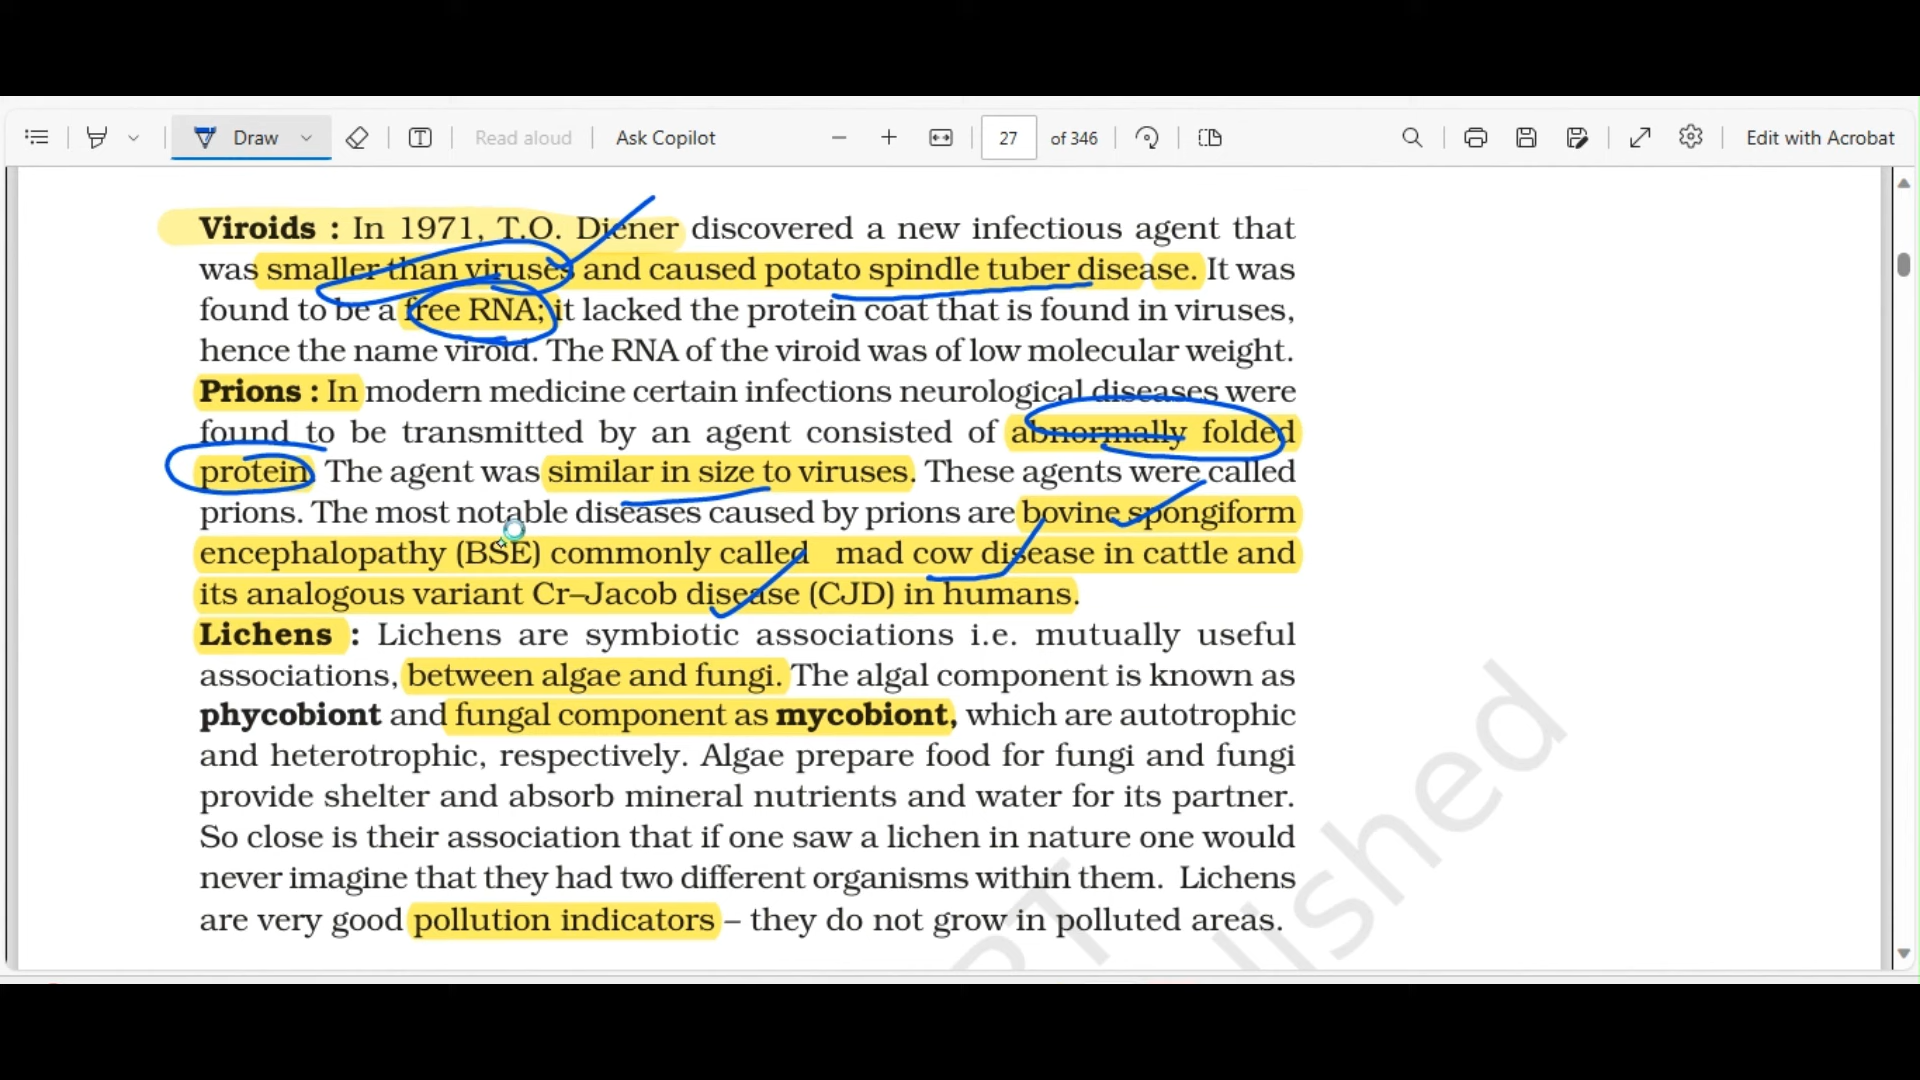 Draw
Read aloud
Ask Copilot
27 of 346
Edit with Acrobat
Viroids : In 1971, T.O. Diener discovered a new infectious agent that
was smaller than viruses and caused potato spindle tuber disease. It was
found to be a free RNA; it lacked the protein coat that is found in viruses,
hence the name viroid. The RNA of the viroid was of low molecular weight.
Prions : In modern medicine certain infections neurological diseases were
found to be transmitted by an agent consisted of abnormally folded
protein. The agent was similar in size to viruses. These agents were called
prions. The most notable diseases caused by prions are bovine spongiform
encephalopathy (BSE) commonly called mad cow disease in cattle and
its analogous variant Cr–Jacob disease (CJD) in humans.
Lichens : Lichens are symbiotic associations i.e. mutually useful
associations, between algae and fungi. The algal component is known as
phycobiont and fungal component as mycobiont, which are autotrophic
and heterotrophic, respectively. Algae prepare food for fungi and fungi
provide shelter and absorb mineral nutrients and water for its partner.
So close is their association that if one saw a lichen in nature one would
never imagine that they had two different organisms within them. Lichens
are very good pollution indicators – they do not grow in polluted areas.